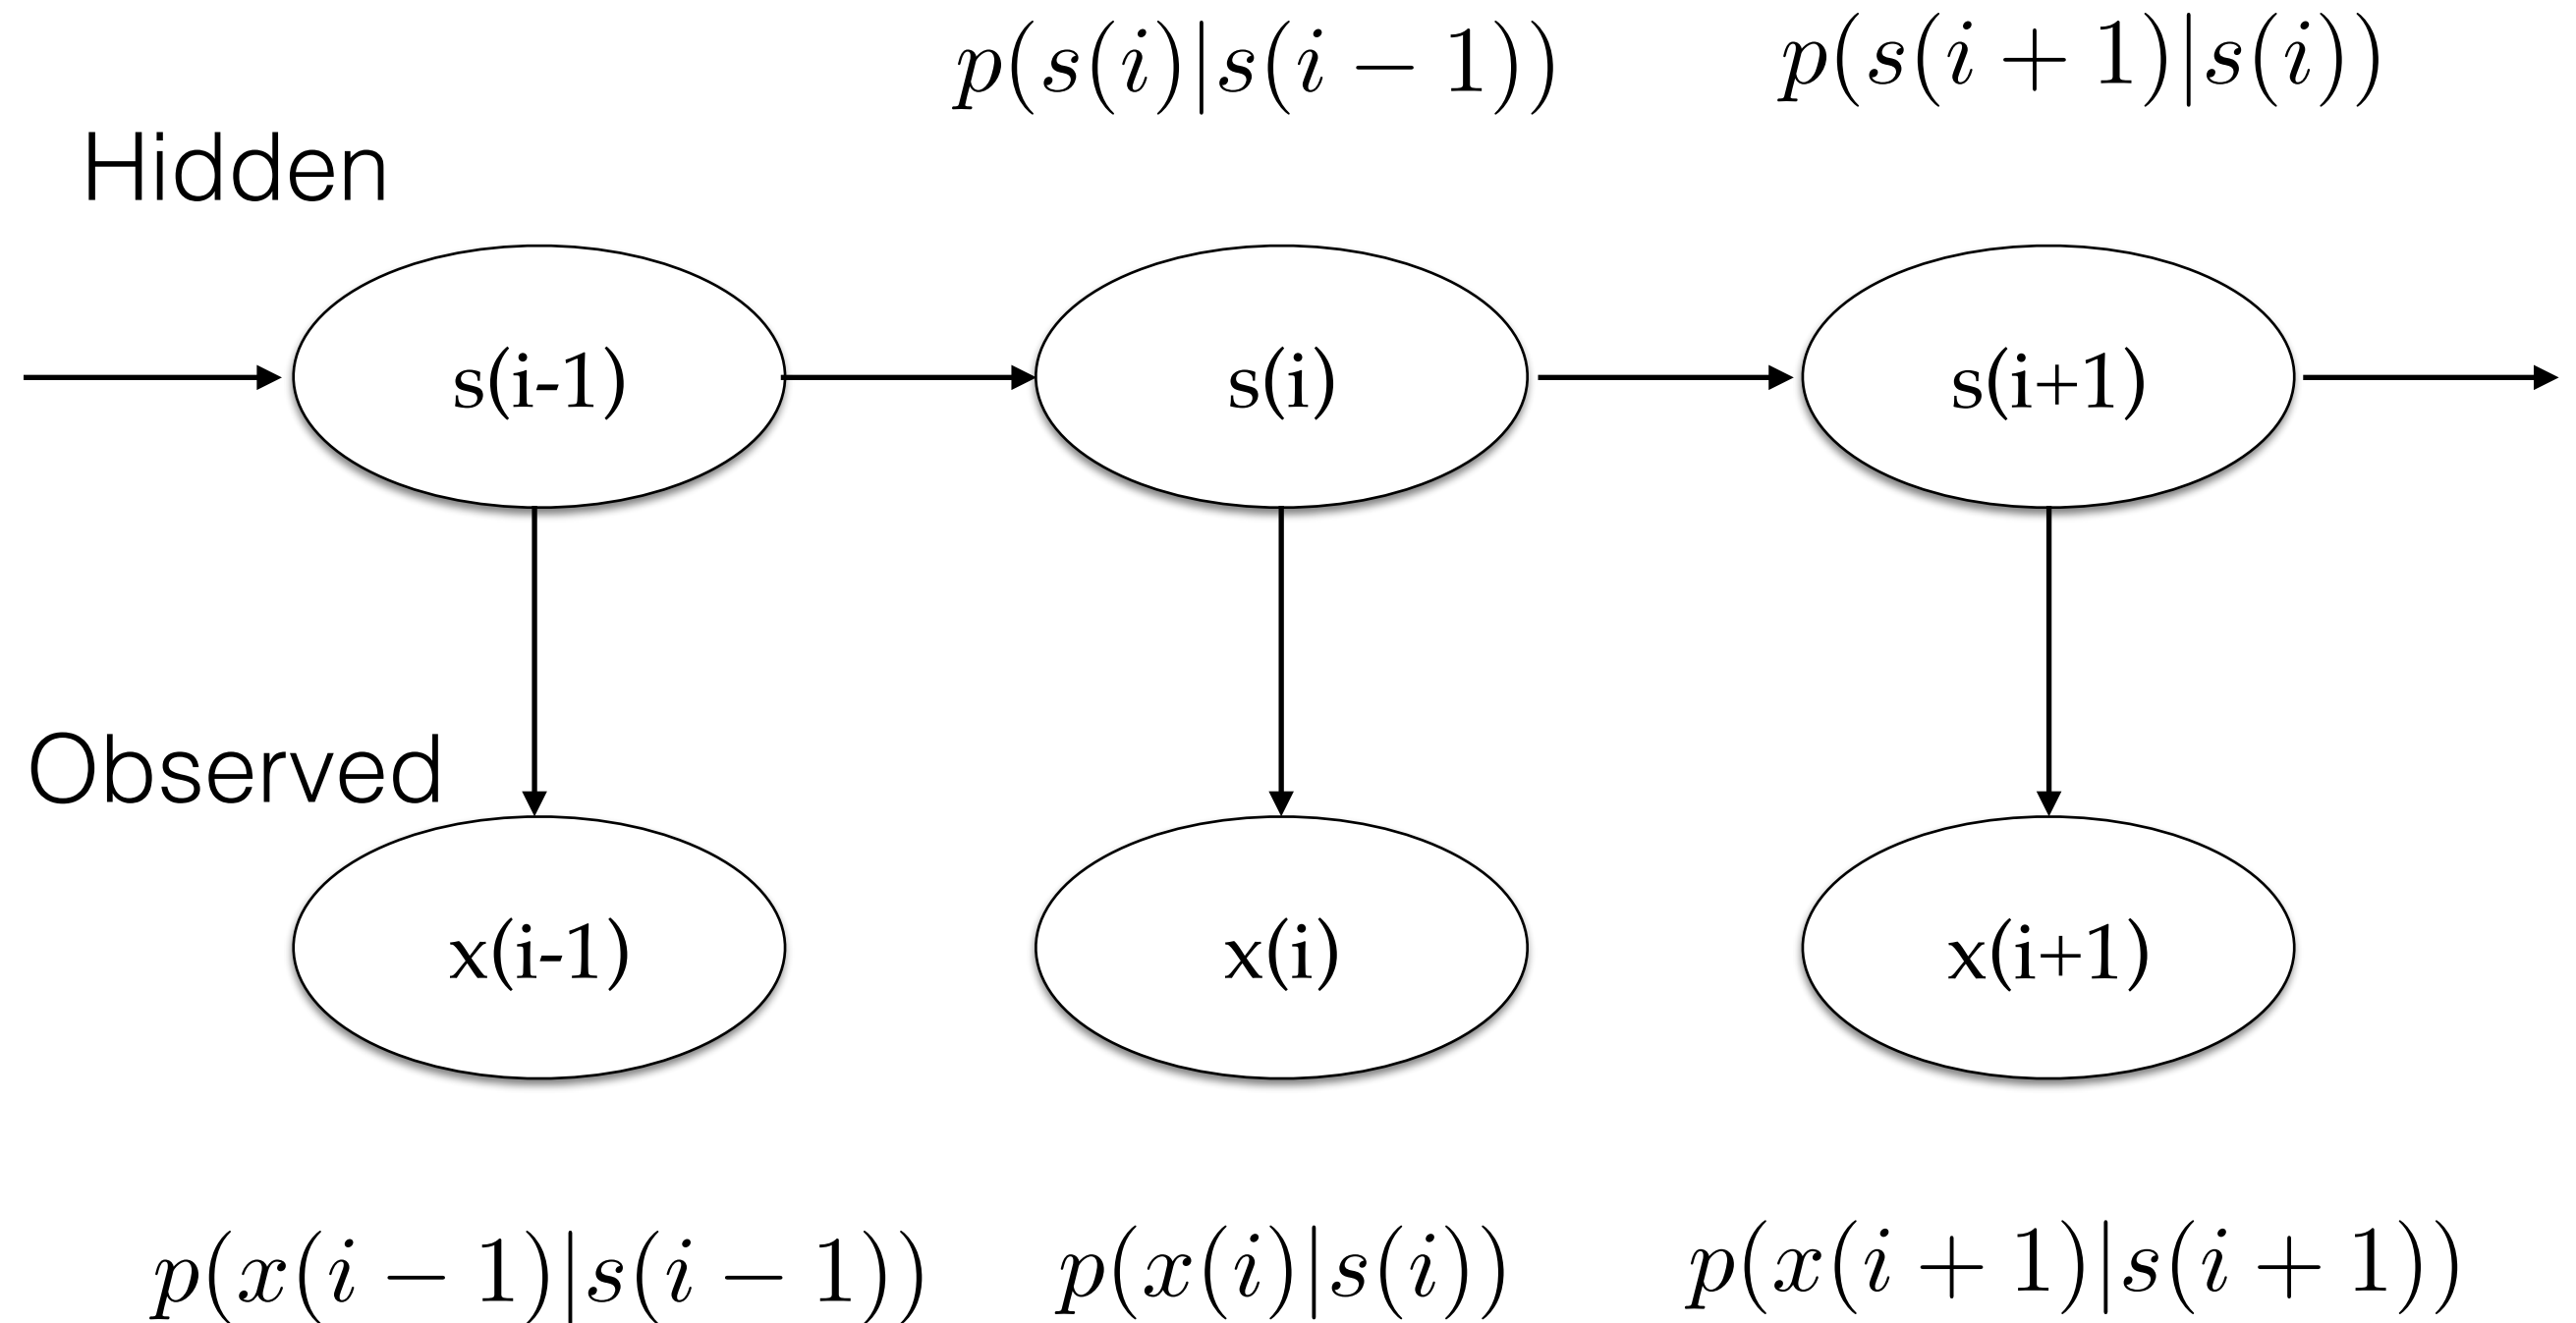 p(s(i)|s(i − 1))
p(s(i + 1)|s(i))
Hidden
s(i-1)
s(i)
s(i+1)
Observed
x(i-1)
x(i)
x(i+1)
p(x(i − 1)|s(i − 1))
p(x(i)|s(i))
p(x(i + 1)|s(i + 1))